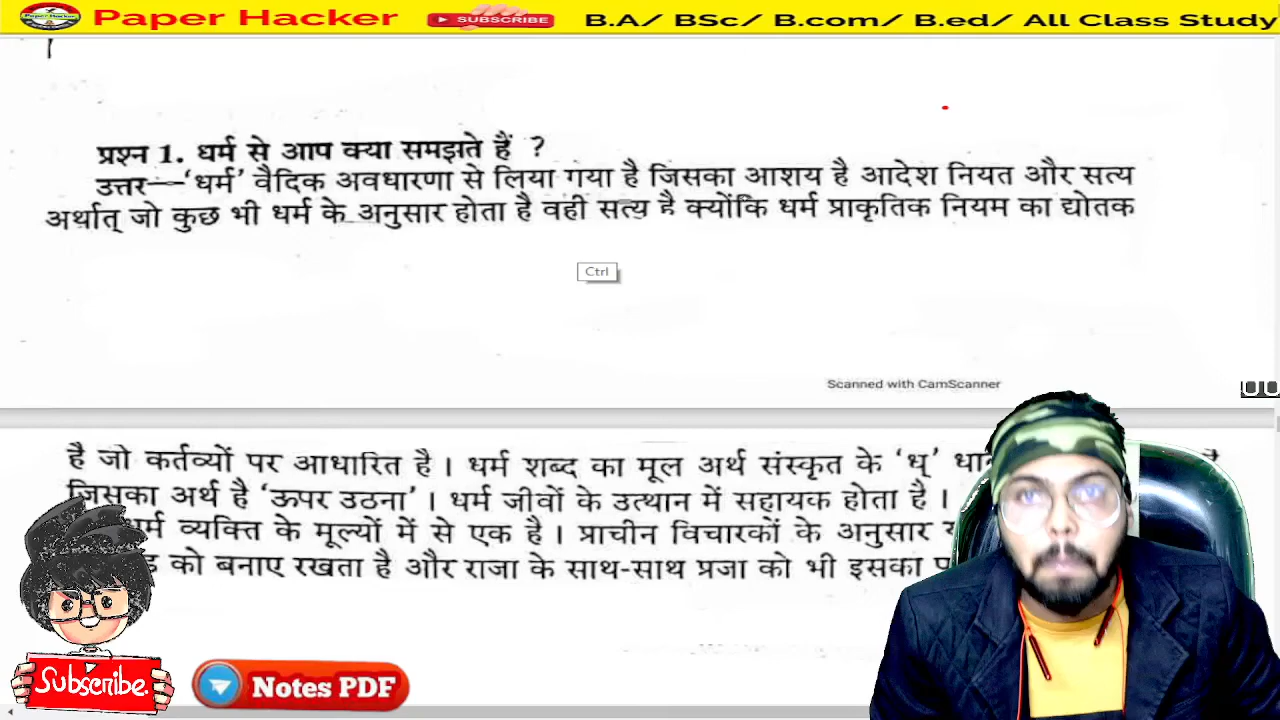 Paper Hacker
SUBSCRIBE
B.A/ BSc/ B.com/ B.ed/ All Class Study
प्रश्न 1. धर्म से आप क्या समझते हैं ?
उत्तर—‘धर्म’ वैदिक अवधारणा से लिया गया है जिसका आशय है आदेश नियत और सत्य
अर्थात् जो कुछ भी धर्म के अनुसार होता है वही सत्य है क्योंकि धर्म प्राकृतिक नियम का द्योतक
Ctrl
Scanned with CamScanner
है जो कर्तव्यों पर आधारित है। धर्म शब्द का मूल अर्थ संस्कृत के ‘धृ’
जिसका अर्थ है ‘ऊपर उठना’। धर्म जीवों के उत्थान में सहायक होता है।
व्यक्ति के मूल्यों में से एक है। प्राचीन विचारकों के अनुसार
को बनाए रखता है और राजा के साथ-साथ प्रजा को भी इसका
Subscribe.
Notes PDF